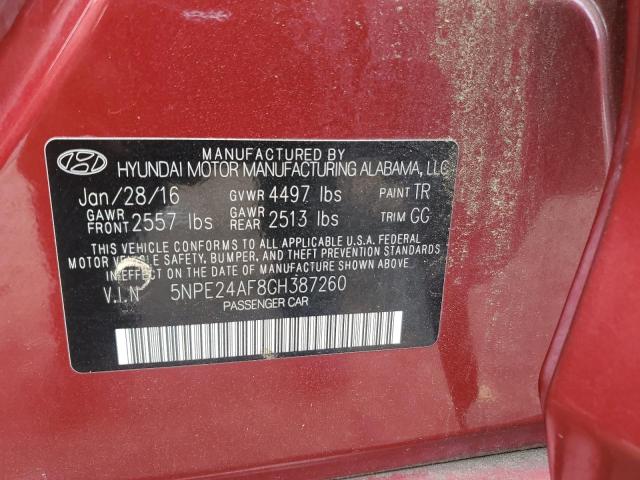 MANUFACTURED BY
HYUNDAI MOTOR MANUFACTURING ALABAMA, LLC
Jan/28/16 GVWR 4497 lbs PAINT TR
GAWR FRONT 2557 lbs GAWR REAR 2513 lbs TRIM GG
THIS VEHICLE CONFORMS TO ALL APPLICABLE U.S.A. FEDERAL
MOTOR VEHICLE SAFETY, BUMPER, AND THEFT PREVENTION STANDARDS
IN EFFECT ON THE DATE OF MANUFACTURE SHOWN ABOVE.
V.I.N 5NPE24AF8GH387260
PASSENGER CAR